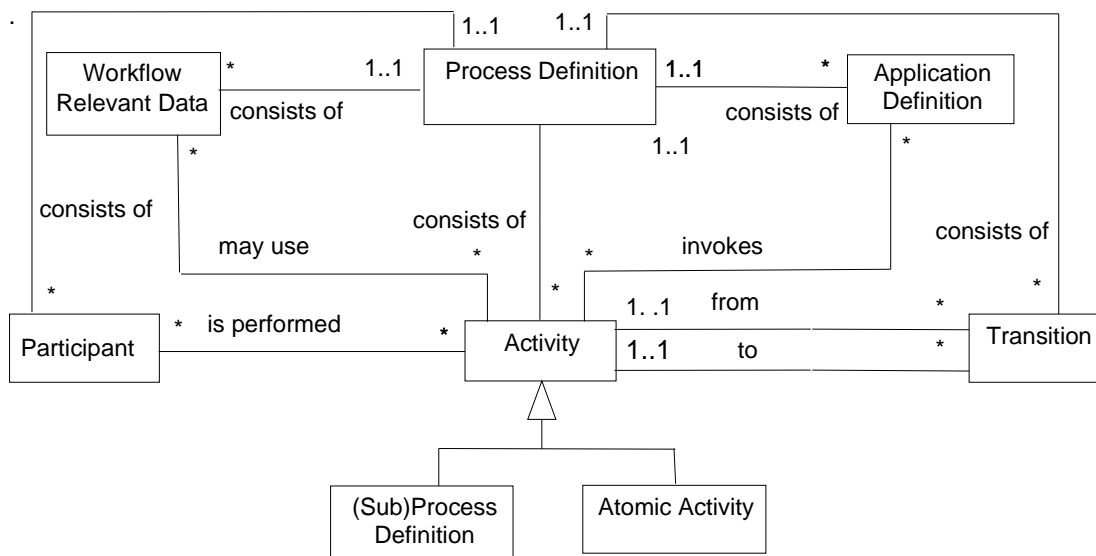 .
1..1
1..1
Workflow
Relevant Data
*
1..1
Process Definition
1..1
*
Application
Definition
consists of
consists of
*
1..1
*
consists of
consists of
consists of
may use
*
*
invokes
*
*
*
1. .1
from
*
Participant
*
is performed
*
Activity
1..1
to
*
Transition
(Sub)Process
Definition
Atomic Activity